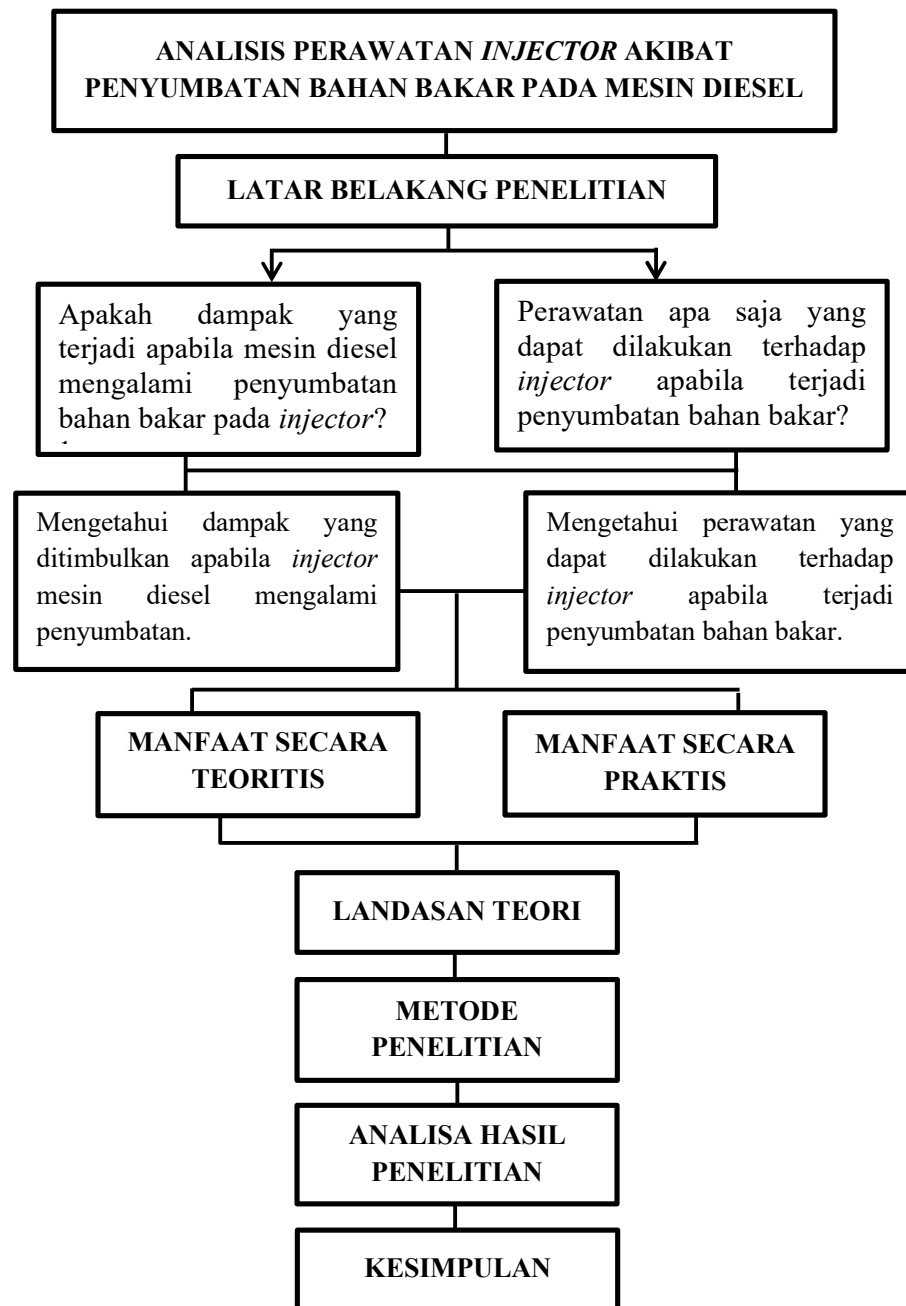 ANALISIS PERAWATAN INJECTOR AKIBAT
PENYUMBATAN BAHAN BAKAR PADA MESIN DIESEL
LATAR BELAKANG PENELITIAN
Apakah dampak yang
terjadi apabila mesin diesel
mengalami penyumbatan
bahan bakar pada injector?
Perawatan apa saja yang
dapat dilakukan terhadap
injector apabila terjadi
penyumbatan bahan bakar?
Mengetahui dampak yang
ditimbulkan apabila injector
mesin diesel mengalami
penyumbatan.
Mengetahui perawatan yang
dapat dilakukan terhadap
injector apabila terjadi
penyumbatan bahan bakar.
MANFAAT SECARA
TEORITIS
MANFAAT SECARA
PRAKTIS
LANDASAN TEORI
METODE
PENELITIAN
ANALISA HASIL
PENELITIAN
KESIMPULAN